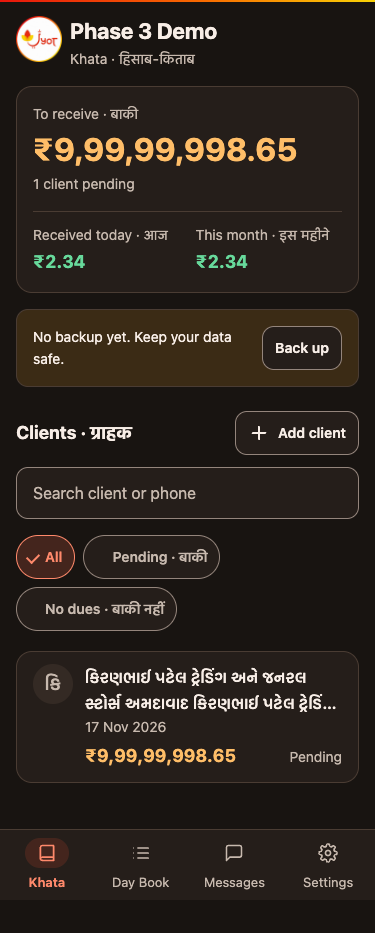 Jyot
Phase 3 Demo
Khata · हिसाब-किताब
To receive · बाकी
₹9,99,99,998.65
1 client pending
Received today · आज
This month · इस महीने
₹2.34
₹2.34
No backup yet. Keep your data
safe.
Back up
Clients · ग्राहक
Add client
Search client or phone
All
Pending · बाकी
No dues · बाकी नहीं
કિ
કિરણભાઈ પટેલ ટ્રેડિંગ અને જનરલ
સ્ટોર્સ અમદાવાદ કિરણભાઈ પટેલ ટ્રેડિં...
17 Nov 2026
₹9,99,99,998.65
Pending
Khata
Day Book
Messages
Settings